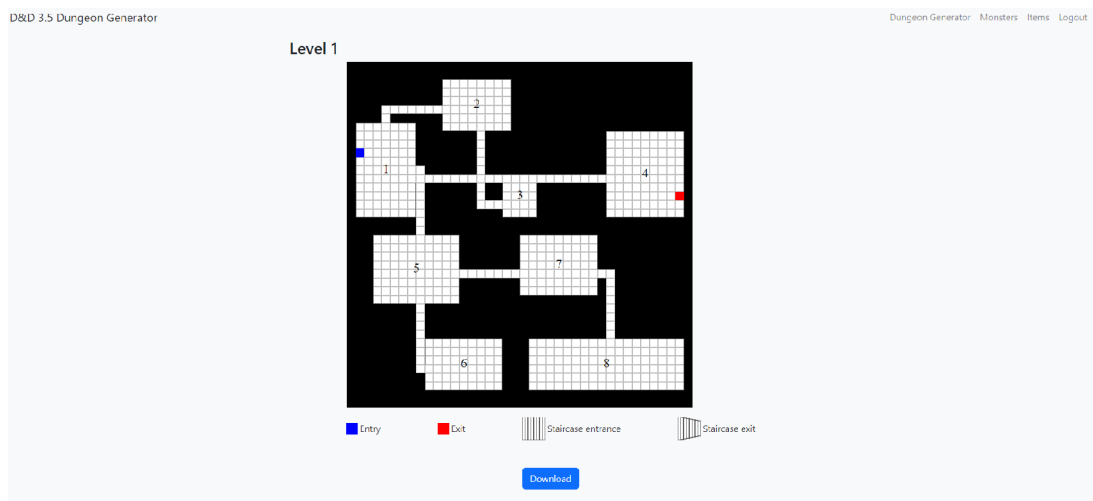 D&D 3.5 Dungeon Generator
Dungeon Generator Monsters Items Logout
Level 1
2
1
4
3
5
7
6
8
Entry Exit Staircase entrance Staircase exit
Download